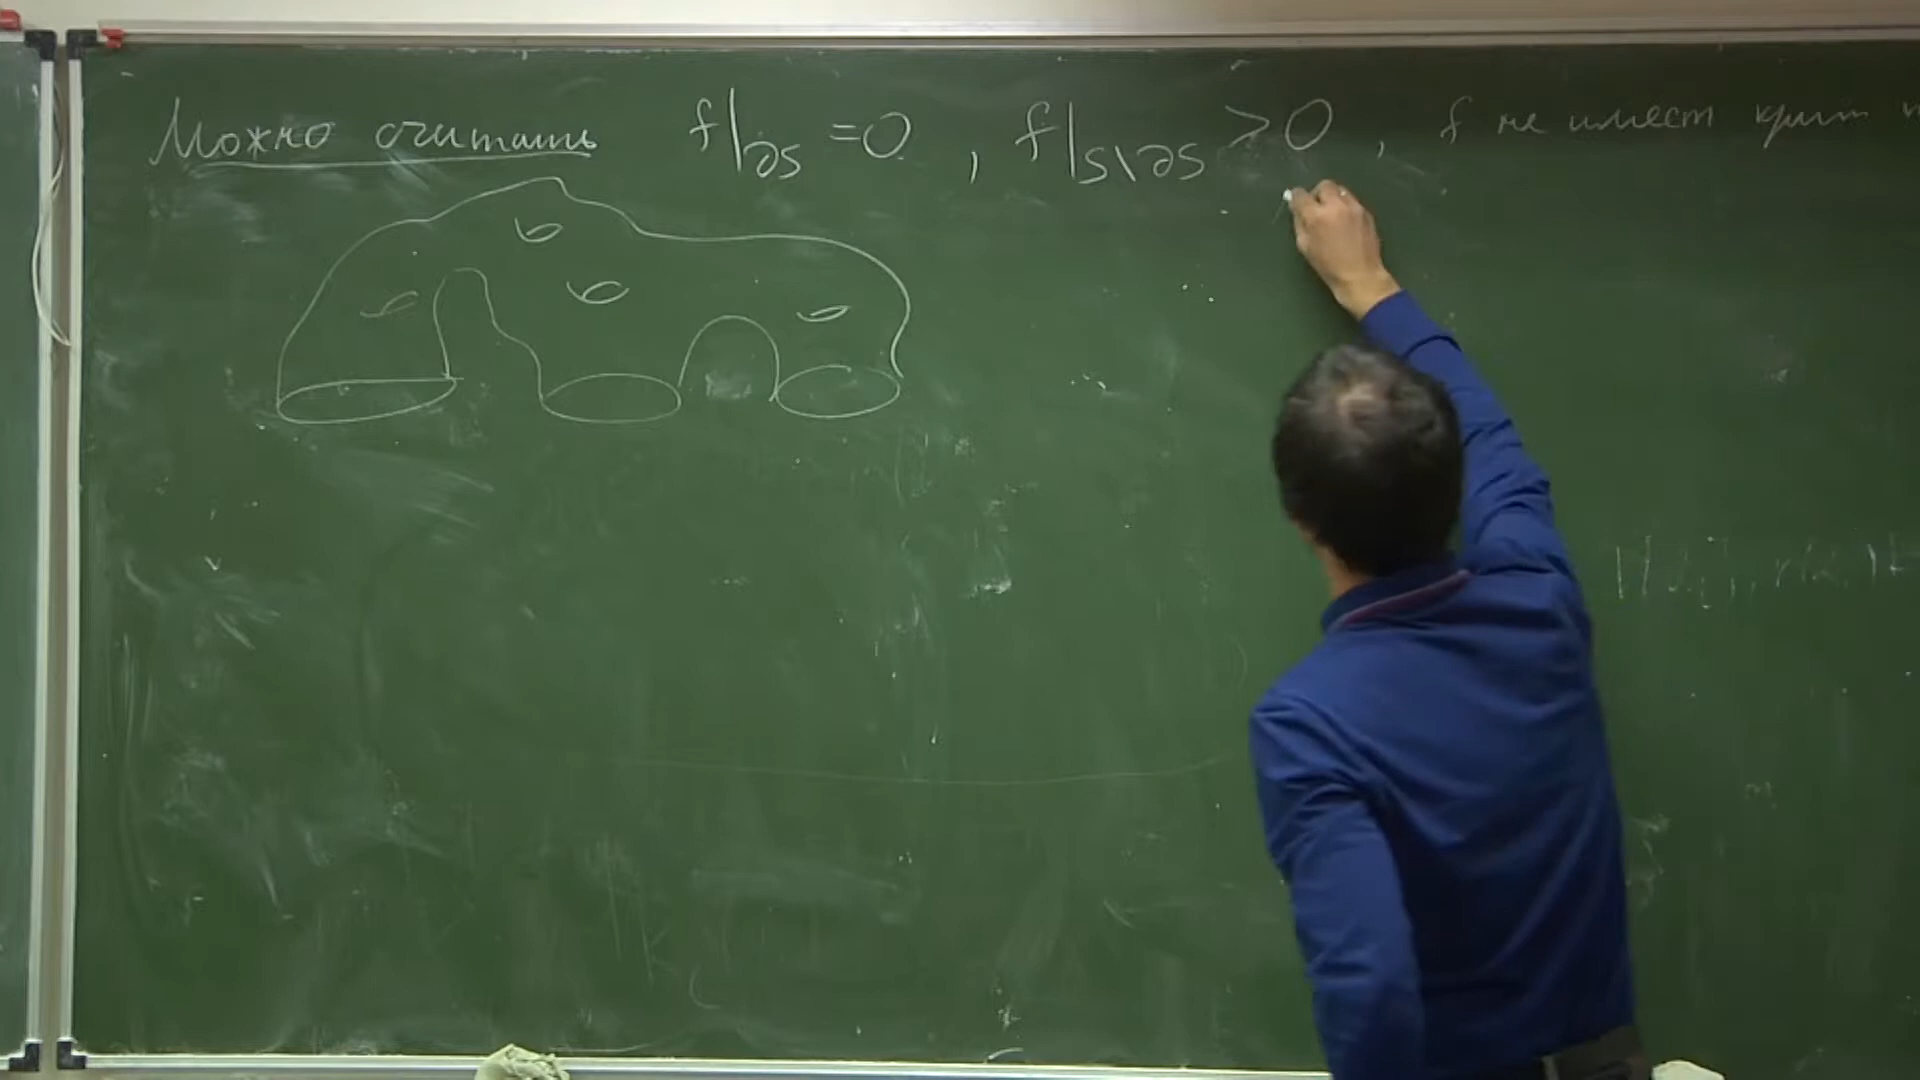 Можно считать f|∂S = 0, f|S\∂S > 0, f не имеет крит